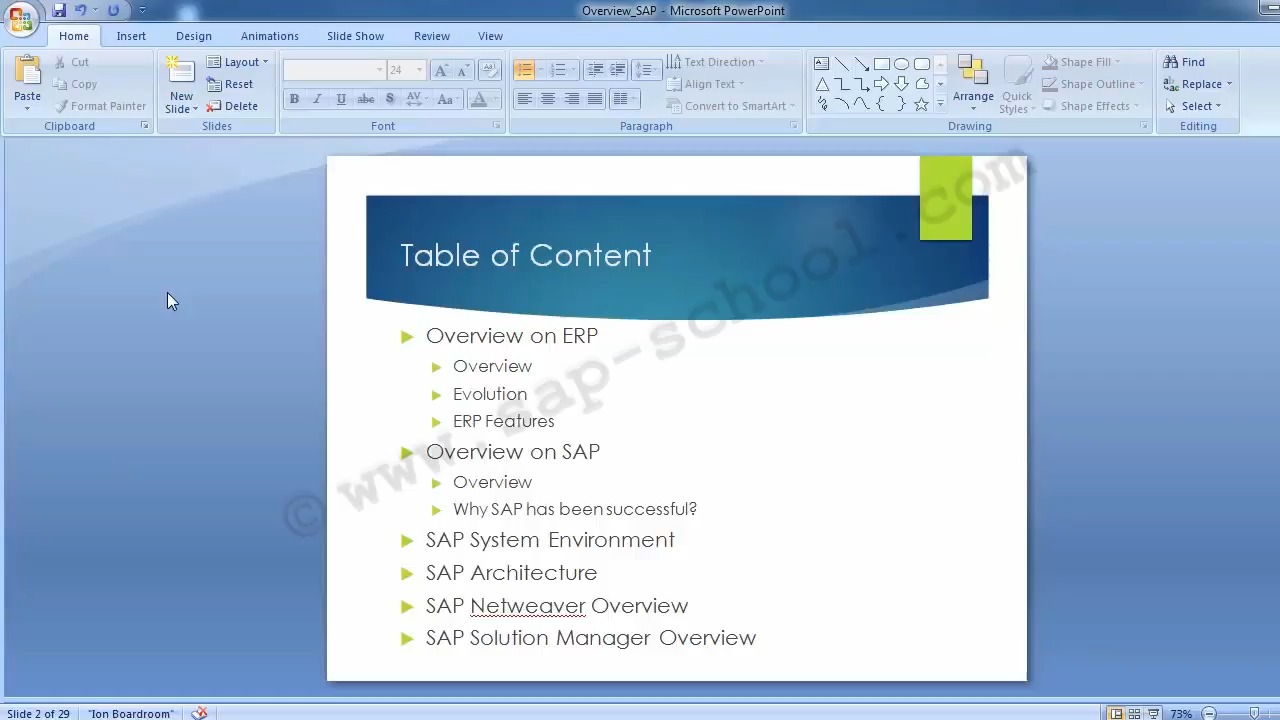 Overview_SAP - Microsoft PowerPoint
Home Insert Design Animations Slide Show Review View
Paste
Cut
Copy
Format Painter
Clipboard
New Slide
Layout
Reset
Delete
Slides
24
B I U abc S AV Aa A
Font
Text Direction
Align Text
Convert to SmartArt
Paragraph
Arrange
Quick Styles
Shape Fill
Shape Outline
Shape Effects
Drawing
Find
Replace
Select
Editing
Table of Content
Overview on ERP
Overview
Evolution
ERP Features
Overview on SAP
Overview
Why SAP has been successful?
SAP System Environment
SAP Architecture
SAP Netweaver Overview
SAP Solution Manager Overview
© www.sap-school.com
Slide 2 of 29 "Ion Boardroom" 73%